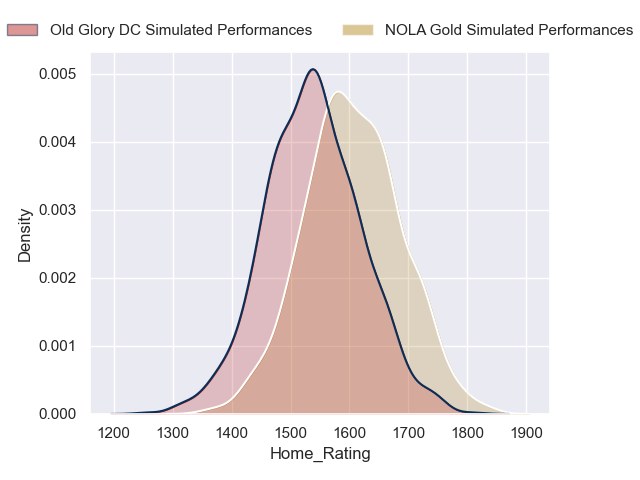 Old Glory DC Simulated Performances NOLA Gold Simulated Performances
0.005
0.004
0.003
0.002
0.001
0.000
Density
1200 1300 1400 1500 1600 1700 1800 1900
Home_Rating